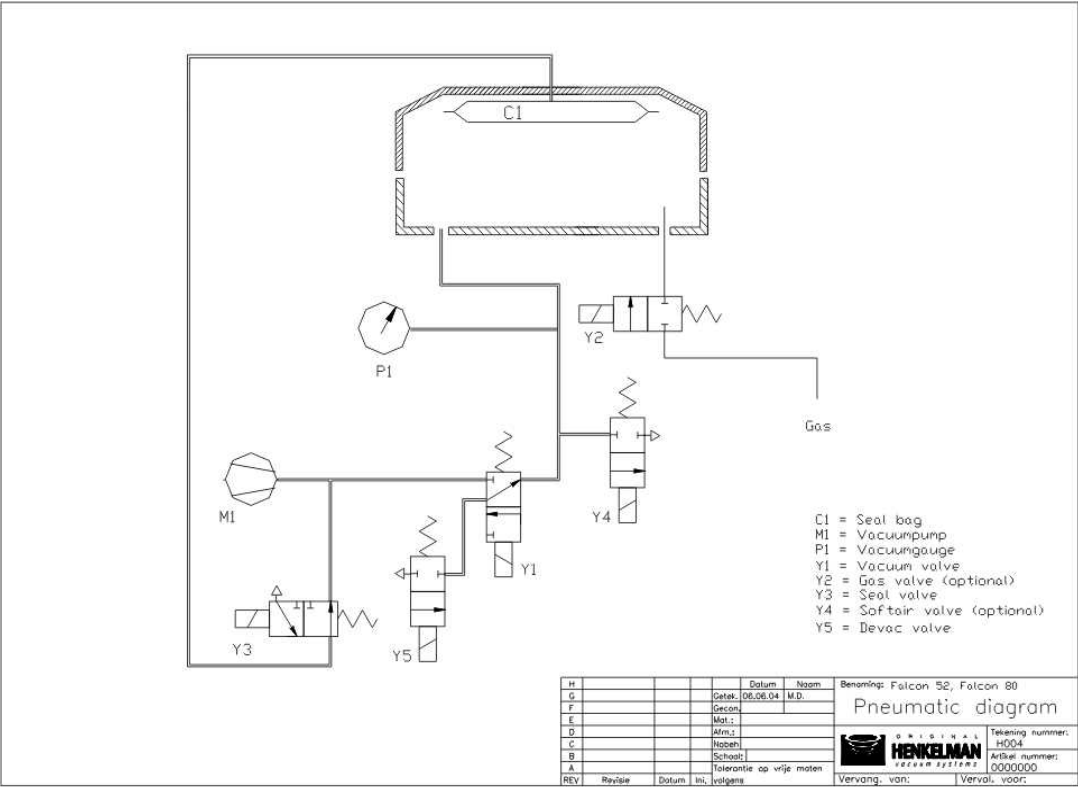 C1
Y2
P1
Gas
M1
Y4
Y1
Y3
Y5
C1 = Seal bag
M1 = Vacuumpump
P1 = Vacuumgauge
Y1 = Vacuum valve
Y2 = Gas valve (optional)
Y3 = Seal valve
Y4 = Softair valve (optional)
Y5 = Devac valve
H Datum Naam
G Getek. 06.06.04 M.D.
F Gecon.
E Mat.:
D Afm.:
C Nabeh
B Schaal:
A Tolerantie op vrije maten
REV Revisie Datum Ini. volgens
Benaming: Falcon 52, Falcon 80
Pneumatic diagram
ORIGINAL
HENKELMAN
vacuum systems
Tekening nummer:
H004
Artikel nummer:
0000000
Vervang. van: Verval. voor: